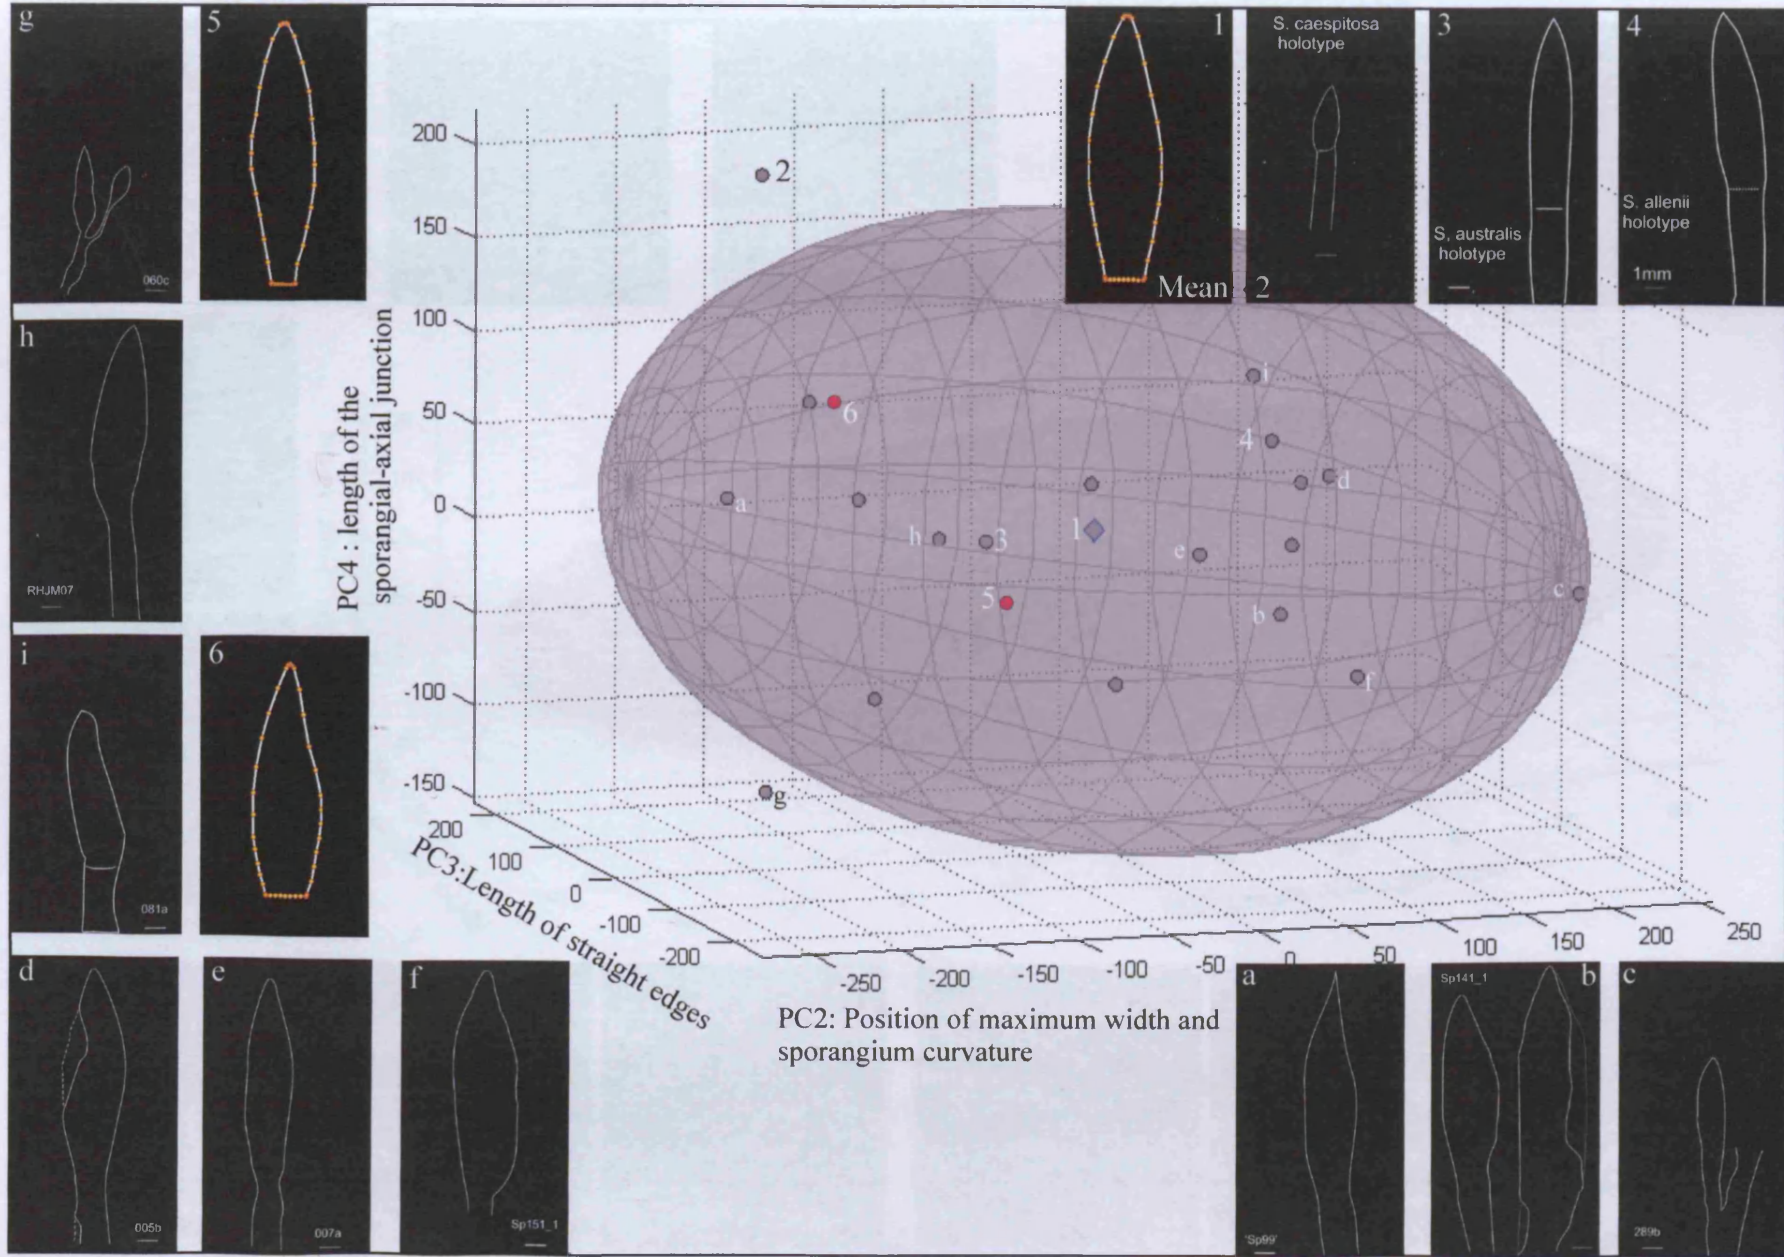 g
060c
5
1
Mean
S. caespitosa
holotype
2
3
S, australis
holotype
4
S. allenii
holotype
1mm
h
RHJM07
i
081a
6
d
005b
e
007a
f
Sp151_1
a
'Sp99'
Sp141_1
b
c
289b
PC4 : length of the
sporangial-axial junction
200
150
100
50
0
-50
-100
-150
200
100
0
-100
-200
PC3:Length of straight edges
-250
-200
-150
-100
-50
0
50
100
150
200
250
PC2: Position of maximum width and
sporangium curvature
2
i
6
4
a
d
h
3
1
e
5
b
c
f
g